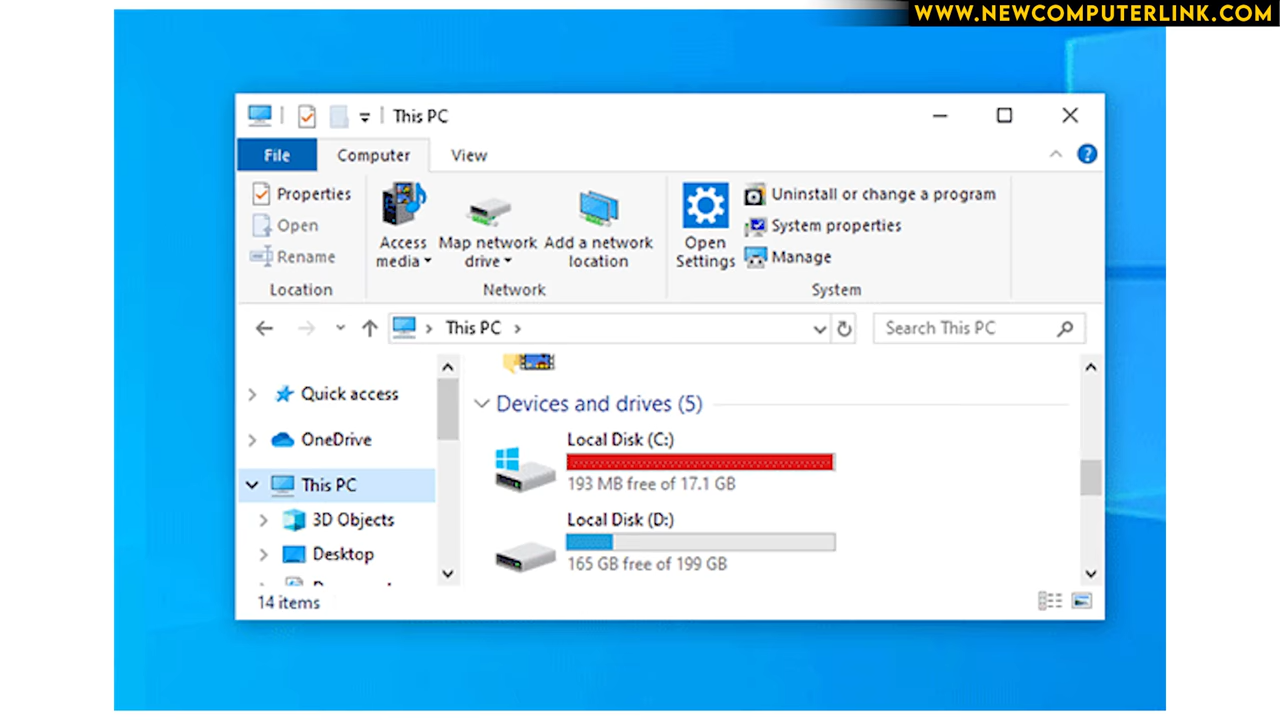 WWW.NEWCOMPUTERLINK.COM
This PC
File Computer View
Properties
Open
Rename
Location
Access media
Map network drive
Add a network location
Network
Open Settings
Uninstall or change a program
System properties
Manage
System
This PC
Search This PC
Quick access
OneDrive
This PC
3D Objects
Desktop
Devices and drives (5)
Local Disk (C:)
193 MB free of 17.1 GB
Local Disk (D:)
165 GB free of 199 GB
14 items